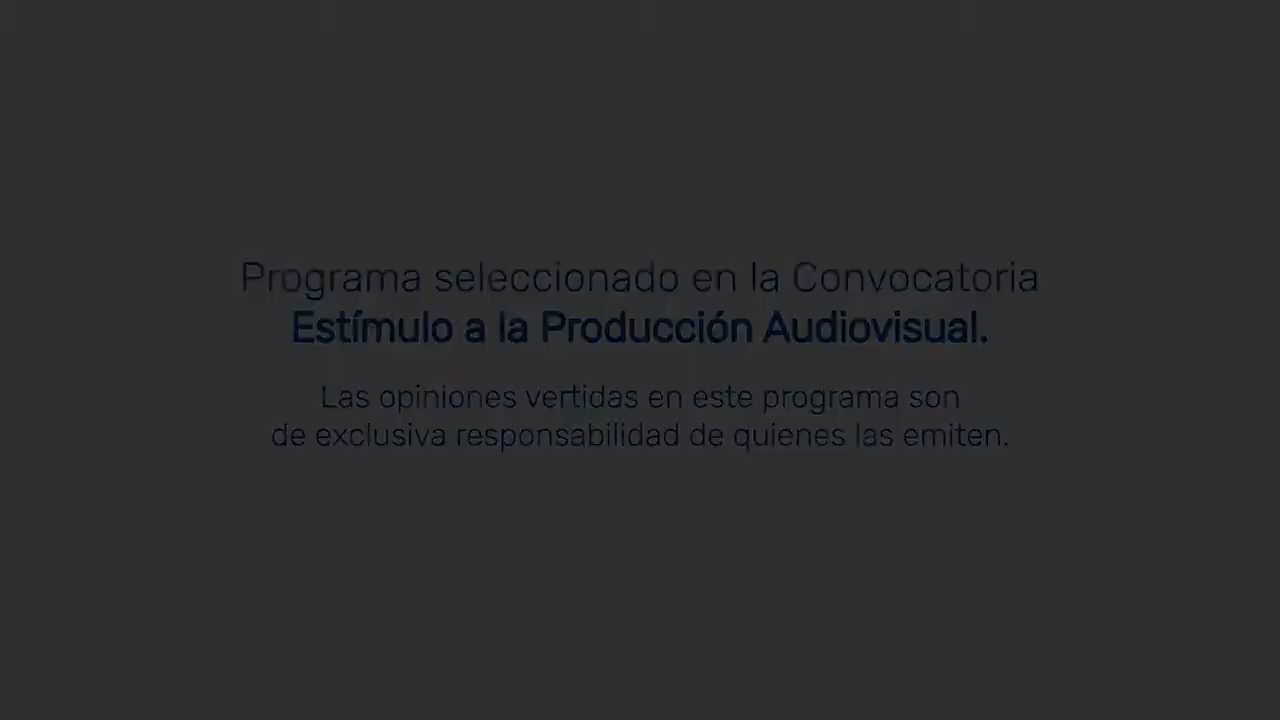 Programa seleccionado en la Convocatoria
Estímulo a la Producción Audiovisual.
Las opiniones vertidas en este programa son
de exclusiva responsabilidad de quienes las emiten.